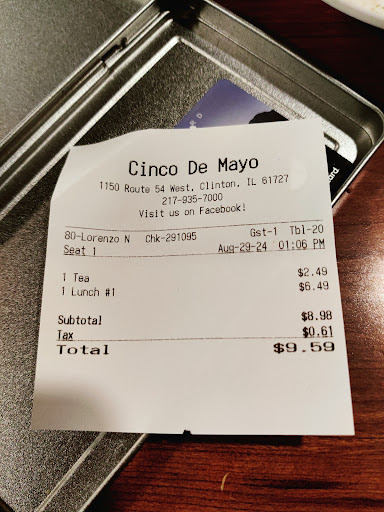 Cinco De Mayo
1150 Route 54 West, Clinton, IL 61727
217-935-7000
Visit us on Facebook!
80-Lorenzo N Chk-291095 Gst-1 Tbl-20
Seat 1 Aug-29-24 01:06 PM
1 Tea $2.49
1 Lunch #1 $6.49
Subtotal $8.98
Tax $0.61
Total $9.59